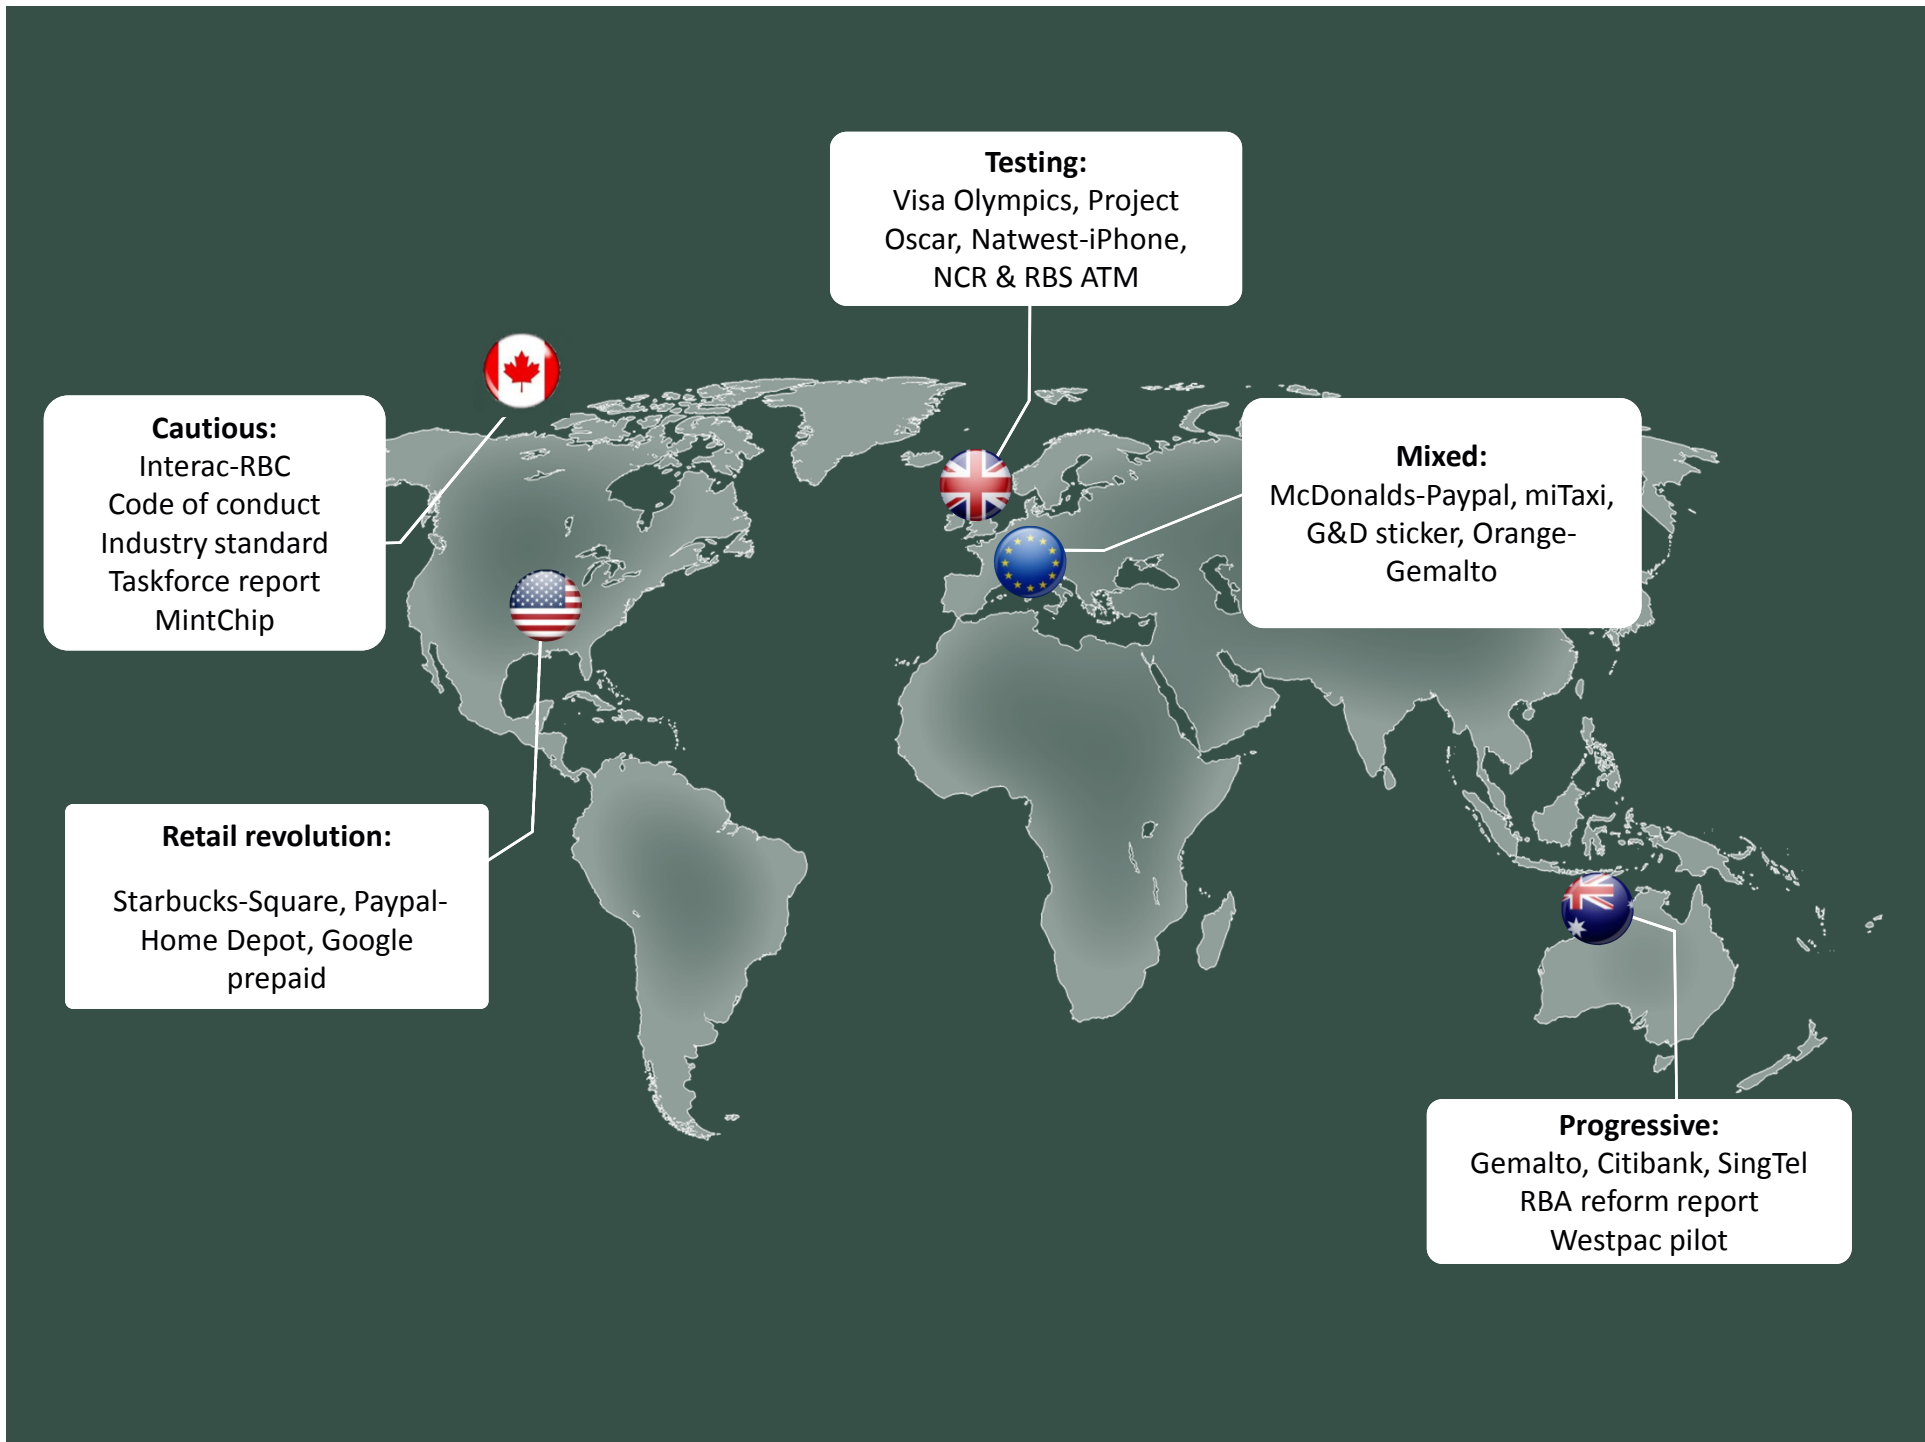 Testing:
Visa Olympics, Project
Oscar, Natwest-iPhone,
NCR & RBS ATM
Cautious:
Interac-RBC
Code of conduct
Industry standard
Taskforce report
MintChip
Mixed:
McDonalds-Paypal, miTaxi,
G&D sticker, Orange-
Gemalto
Retail revolution:
Starbucks-Square, Paypal-
Home Depot, Google
prepaid
Progressive:
Gemalto, Citibank, SingTel
RBA reform report
Westpac pilot